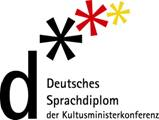 d***
Deutsches
Sprachdiplom
der Kultusministerkonferenz